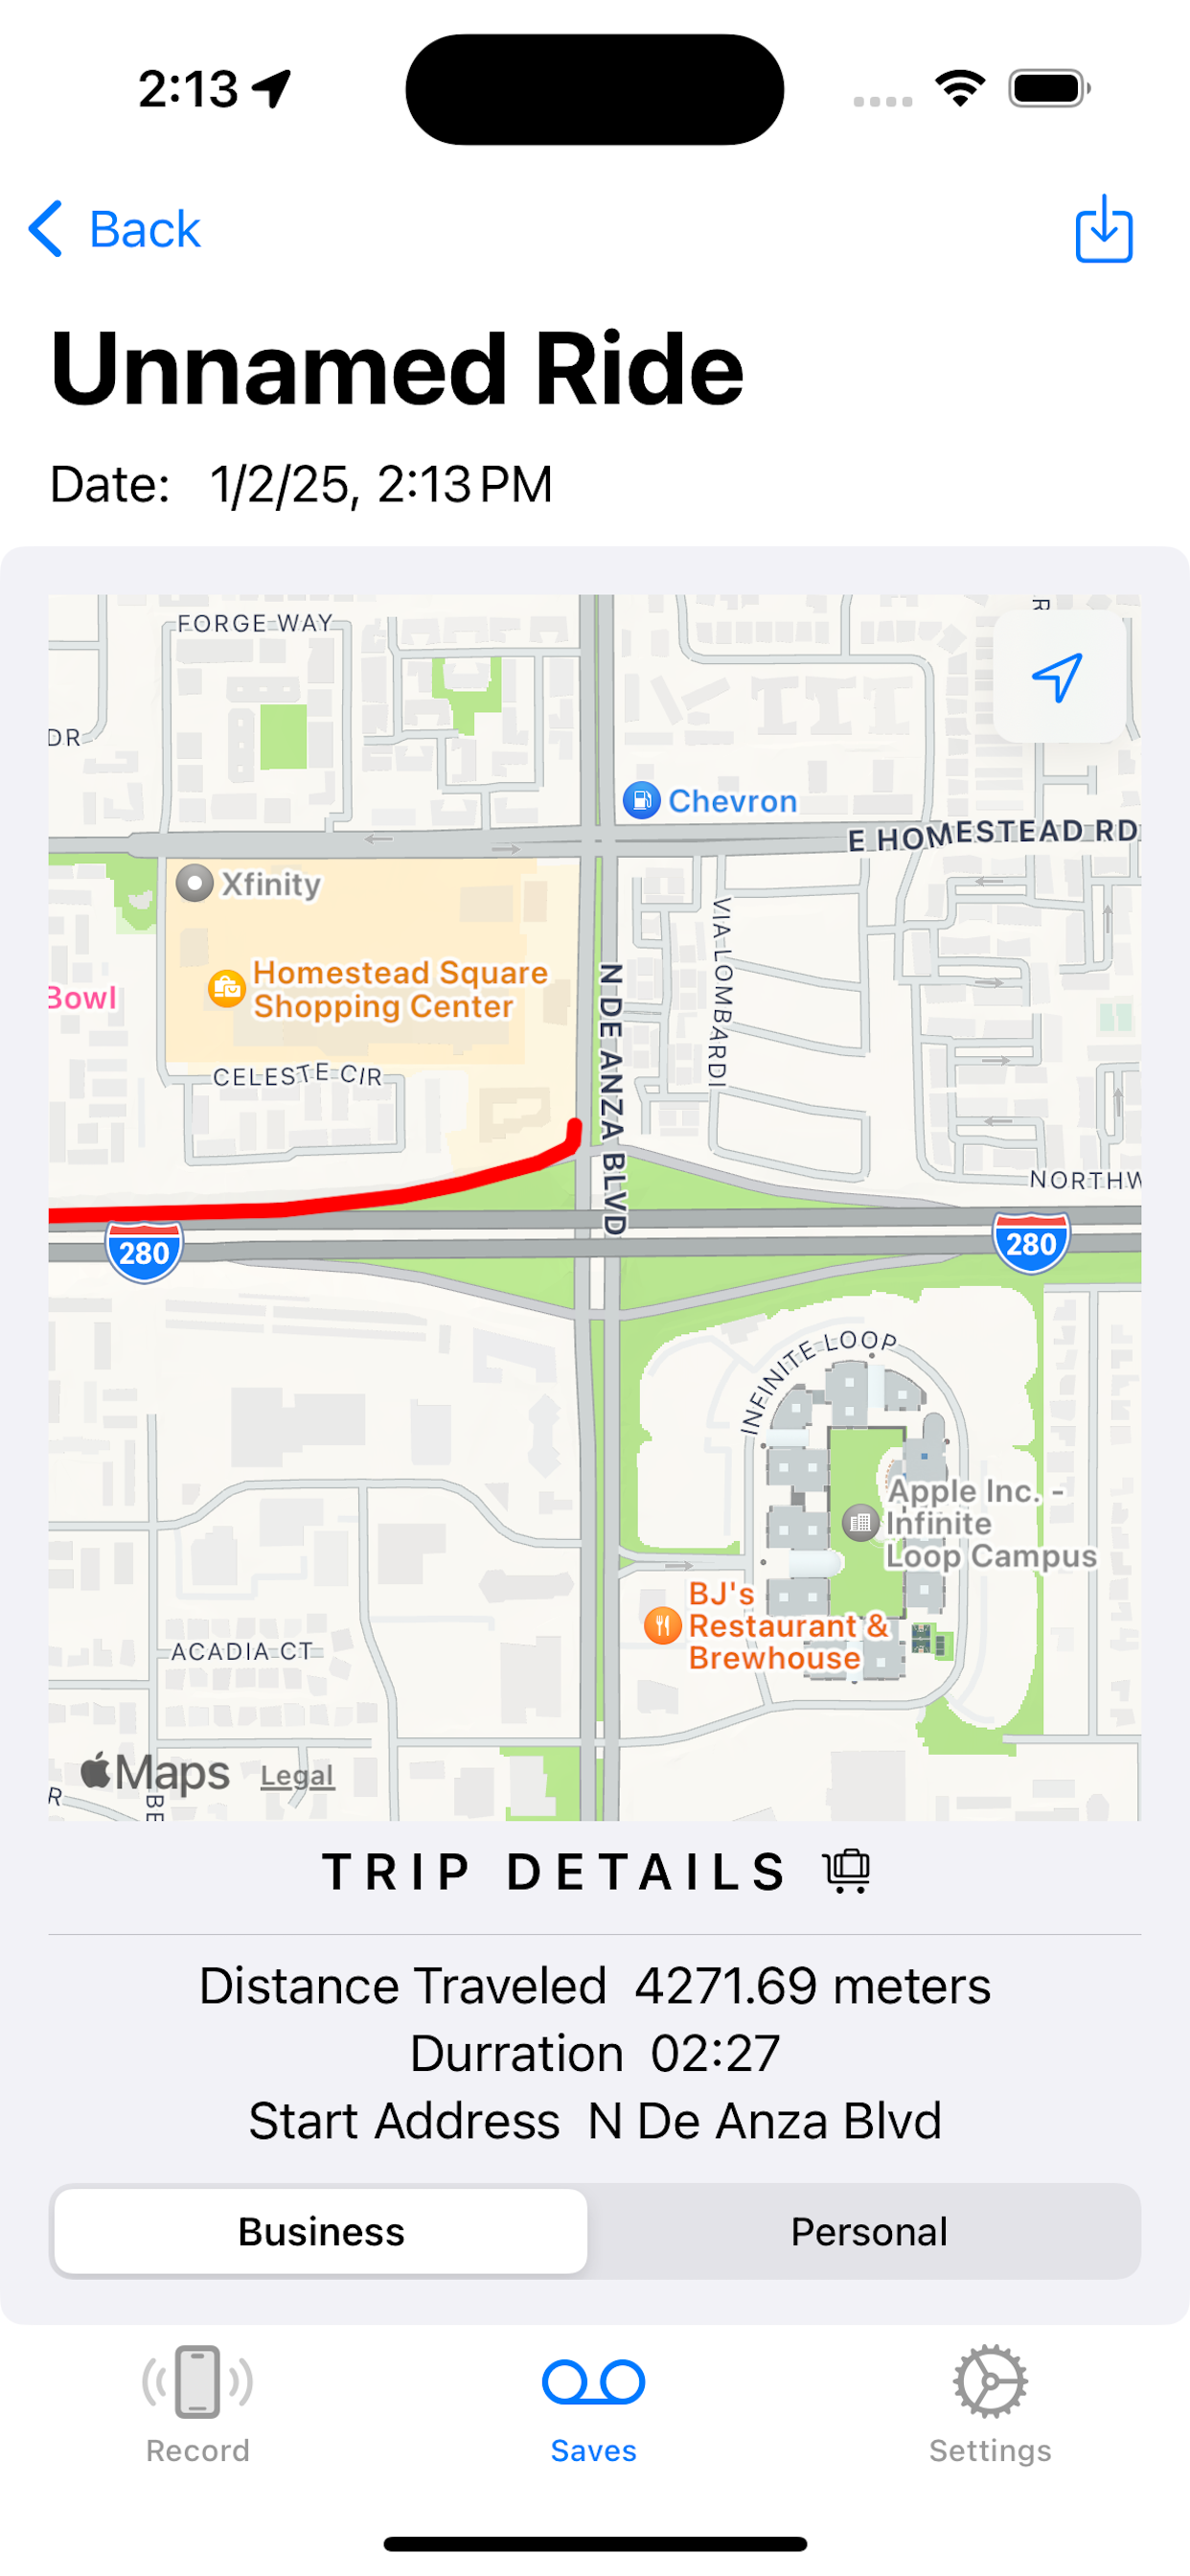 2:13
Back
Unnamed Ride
Date: 1/2/25, 2:13 PM
FORGE WAY
R
DR
Chevron
E HOMESTEAD RD
Xfinity
Homestead Square
Shopping Center
Bowl
VIA LOMBARDI
N DE ANZA BLVD
CELESTE CIR
NORTHW
280
280
INFINITE LOOP
Apple Inc. -
Infinite
Loop Campus
BJ's
Restaurant &
Brewhouse
ACADIA CT
Maps Legal
R
BE
TRIP DETAILS
Distance Traveled 4271.69 meters
Durration 02:27
Start Address N De Anza Blvd
Business Personal
Record Saves Settings